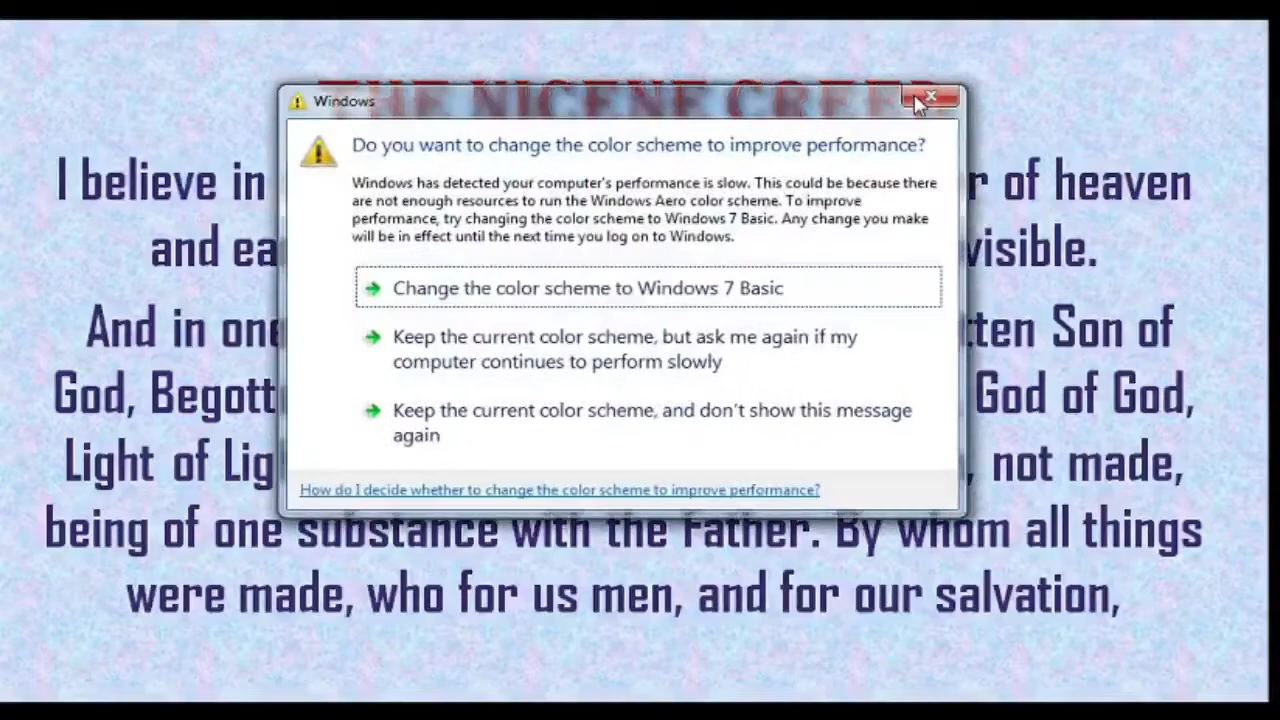 THE NICENE CREED
Windows
Do you want to change the color scheme to improve performance?
Windows has detected your computer's performance is slow. This could be because there
are not enough resources to run the Windows Aero color scheme. To improve
performance, try changing the color scheme to Windows 7 Basic. Any change you make
will be in effect until the next time you log on to Windows.
Change the color scheme to Windows 7 Basic
Keep the current color scheme, but ask me again if my
computer continues to perform slowly
Keep the current color scheme, and don't show this message
again
How do I decide whether to change the color scheme to improve performance?
I believe in of heaven
and visible.
And in Son of
God, God of God,
Light of not made,
being of one substance with the Father. By whom all things
were made, who for us men, and for our salvation,